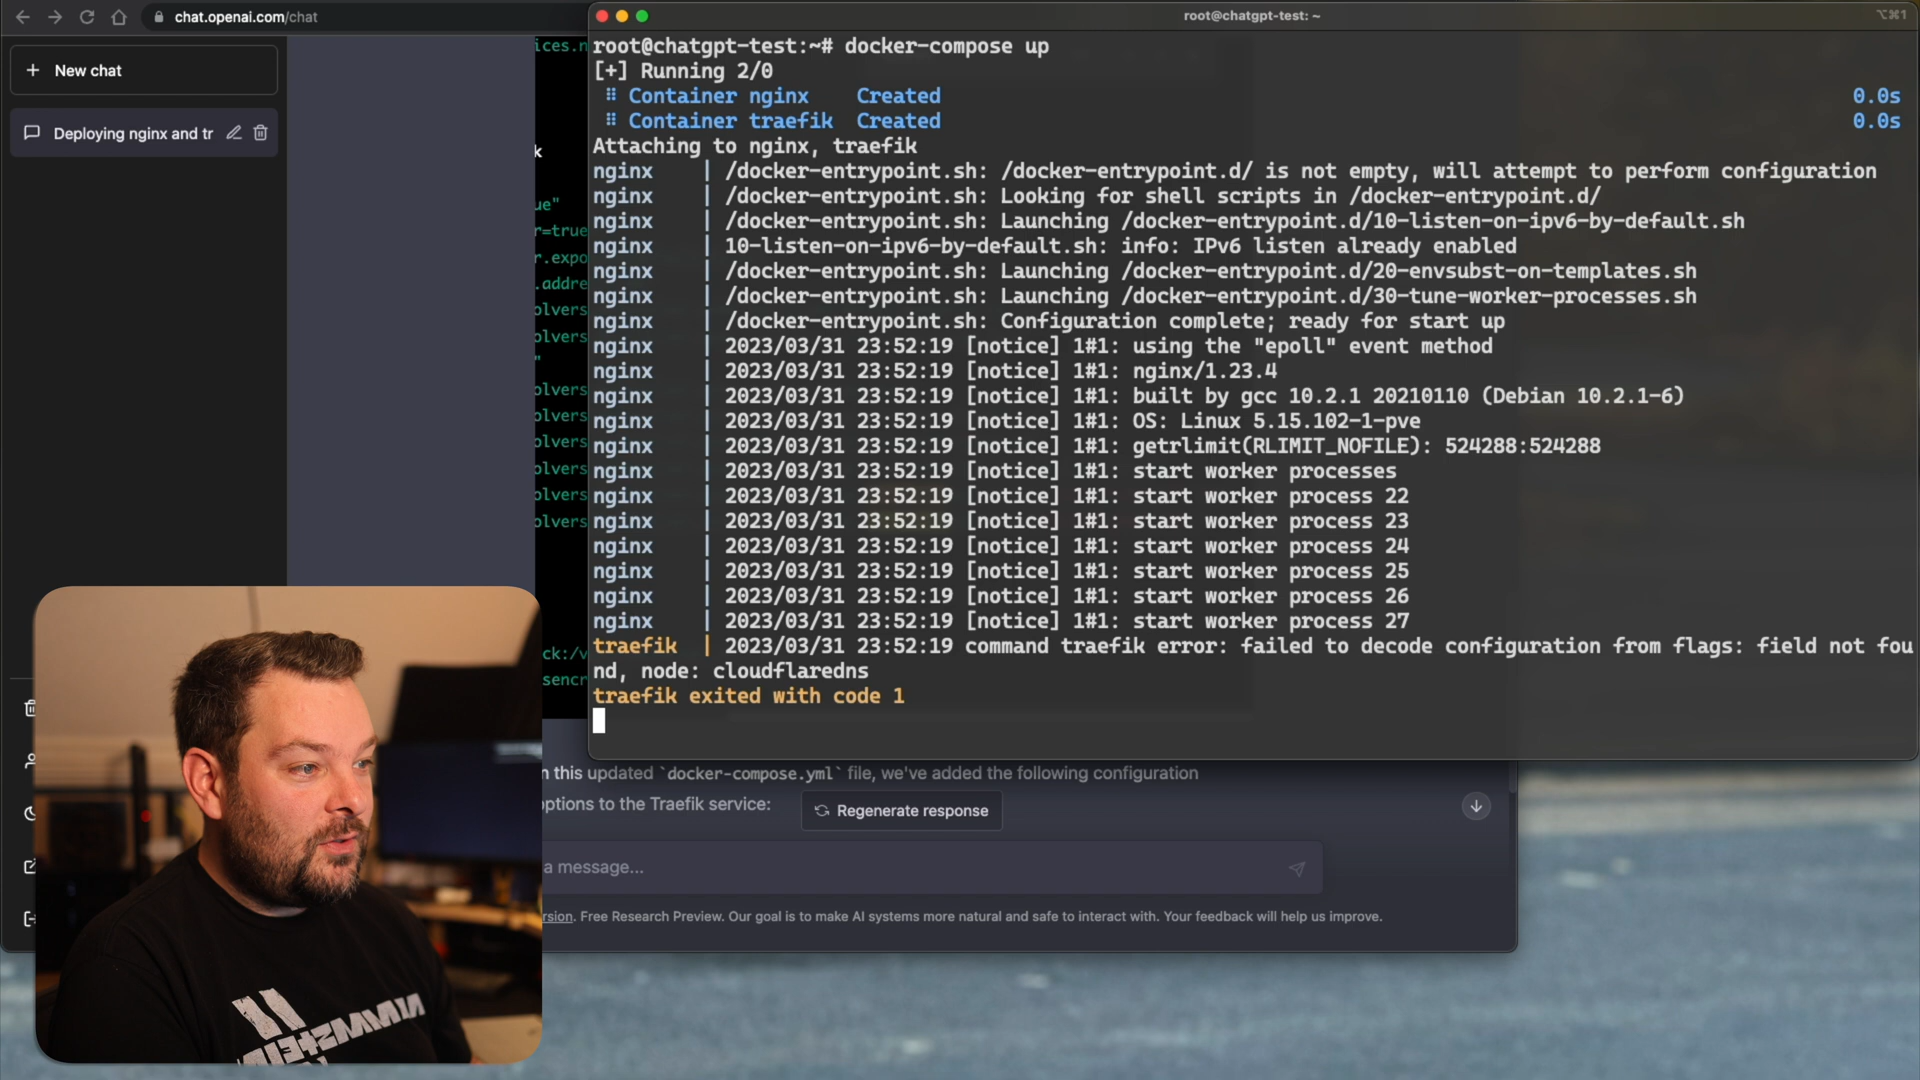 chat.openai.com/chat
root@chatgpt-test: ~
⌥⌘1
New chat
Deploying nginx and tr
ices.n
k
ue"
r=true
r.expo
.addre
olvers
olvers
"
olvers
olvers
olvers
olvers
olvers
olvers
ck:/v
sencr
root@chatgpt-test:~# docker-compose up
[+] Running 2/0
⠿ Container nginx    Created    0.0s
⠿ Container traefik  Created    0.0s
Attaching to nginx, traefik
nginx    | /docker-entrypoint.sh: /docker-entrypoint.d/ is not empty, will attempt to perform configuration
nginx    | /docker-entrypoint.sh: Looking for shell scripts in /docker-entrypoint.d/
nginx    | /docker-entrypoint.sh: Launching /docker-entrypoint.d/10-listen-on-ipv6-by-default.sh
nginx    | 10-listen-on-ipv6-by-default.sh: info: IPv6 listen already enabled
nginx    | /docker-entrypoint.sh: Launching /docker-entrypoint.d/20-envsubst-on-templates.sh
nginx    | /docker-entrypoint.sh: Launching /docker-entrypoint.d/30-tune-worker-processes.sh
nginx    | /docker-entrypoint.sh: Configuration complete; ready for start up
nginx    | 2023/03/31 23:52:19 [notice] 1#1: using the "epoll" event method
nginx    | 2023/03/31 23:52:19 [notice] 1#1: nginx/1.23.4
nginx    | 2023/03/31 23:52:19 [notice] 1#1: built by gcc 10.2.1 20210110 (Debian 10.2.1-6)
nginx    | 2023/03/31 23:52:19 [notice] 1#1: OS: Linux 5.15.102-1-pve
nginx    | 2023/03/31 23:52:19 [notice] 1#1: getrlimit(RLIMIT_NOFILE): 524288:524288
nginx    | 2023/03/31 23:52:19 [notice] 1#1: start worker processes
nginx    | 2023/03/31 23:52:19 [notice] 1#1: start worker process 22
nginx    | 2023/03/31 23:52:19 [notice] 1#1: start worker process 23
nginx    | 2023/03/31 23:52:19 [notice] 1#1: start worker process 24
nginx    | 2023/03/31 23:52:19 [notice] 1#1: start worker process 25
nginx    | 2023/03/31 23:52:19 [notice] 1#1: start worker process 26
nginx    | 2023/03/31 23:52:19 [notice] 1#1: start worker process 27
traefik  | 2023/03/31 23:52:19 command traefik error: failed to decode configuration from flags: field not fou
nd, node: cloudflaredns
traefik exited with code 1
n this updated `docker-compose.yml` file, we've added the following configuration
options to the Traefik service:
Regenerate response
a message...
rsion. Free Research Preview. Our goal is to make AI systems more natural and safe to interact with. Your feedback will help us improve.